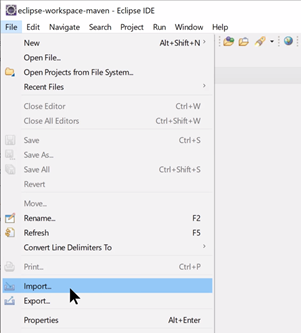 eclipse-workspace-maven - Eclipse IDE
File Edit Navigate Search Project Run Window Help
New Alt+Shift+N
Open File...
Open Projects from File System...
Recent Files
Close Editor Ctrl+W
Close All Editors Ctrl+Shift+W
Save Ctrl+S
Save As...
Save All Ctrl+Shift+S
Revert
Move...
Rename... F2
Refresh F5
Convert Line Delimiters To
Print... Ctrl+P
Import...
Export...
Properties Alt+Enter